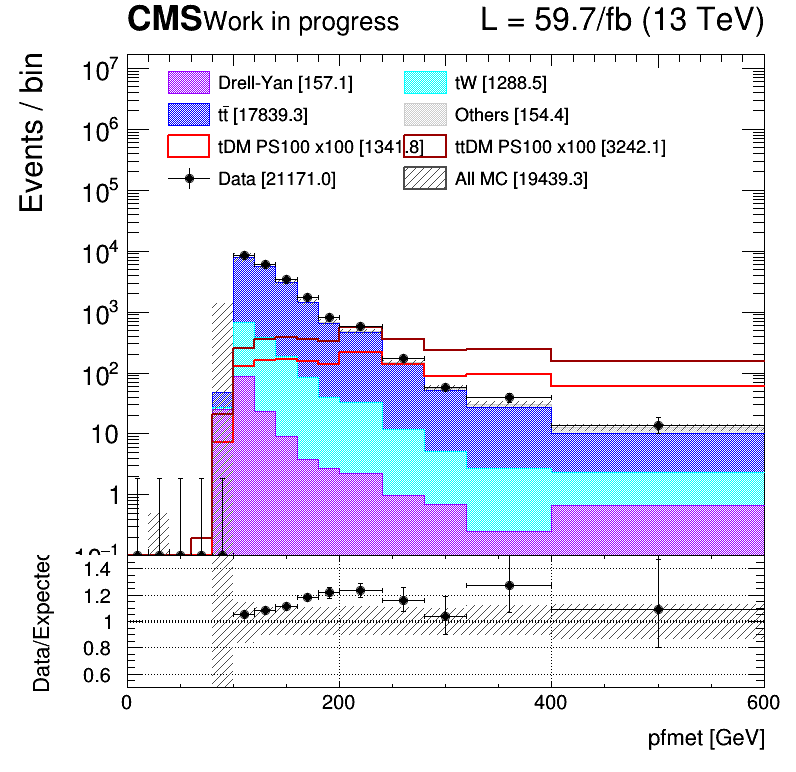 CMS Work in progress L = 59.7/fb (13 TeV)
Events / bin
10⁷
10⁶
10⁵
10⁴
10³
10²
10
1
10⁻¹
Drell-Yan [157.1] tW [1288.5]
tt̄ [17839.3] Others [154.4]
tDM PS100 x100 [1341.8] ttDM PS100 x100 [3242.1]
Data [21171.0] All MC [19439.3]
Data/Expected
1.4
1.2
1
0.8
0.6
0 200 400 600
pfmet [GeV]